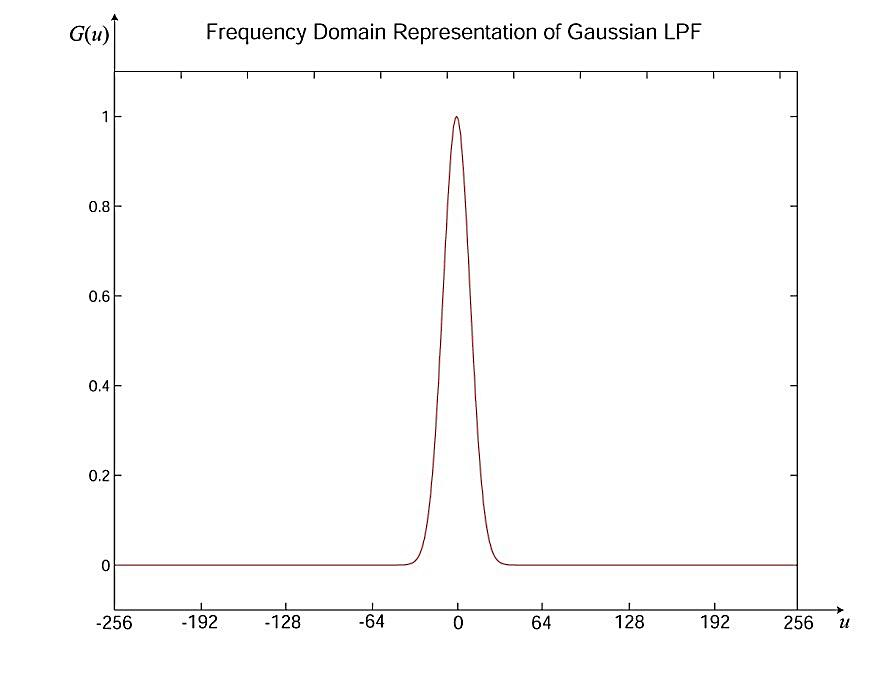 G(u)
Frequency Domain Representation of Gaussian LPF
1
0.8
0.6
0.4
0.2
0
-256 -192 -128 -64 0 64 128 192 256 u